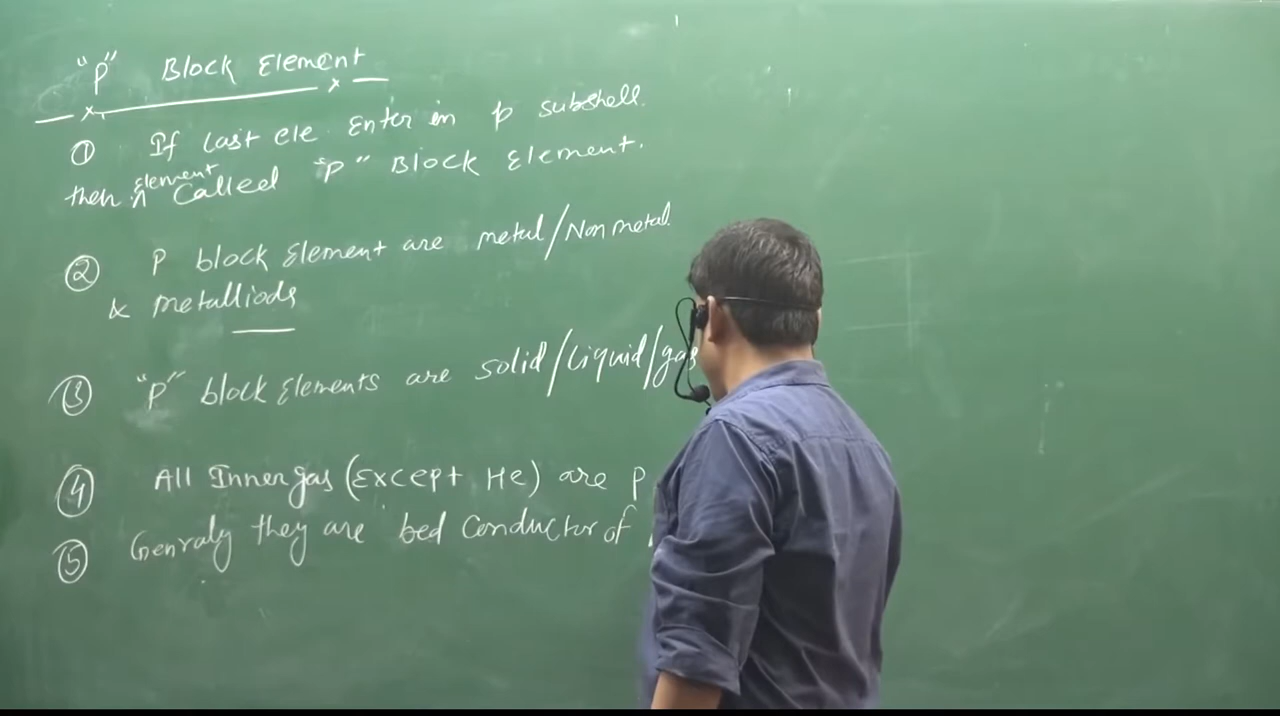 "P" Block Element
① If Last ele. Enter in p subshell.
then element Called "P" Block Element.
② P block Element are metal/Nonmetal
& metalliods
③ "P" block Elements are solid/liquid/gas
④ All Inner gas (Except He) are P
⑤ Genraly they are bed conductor of